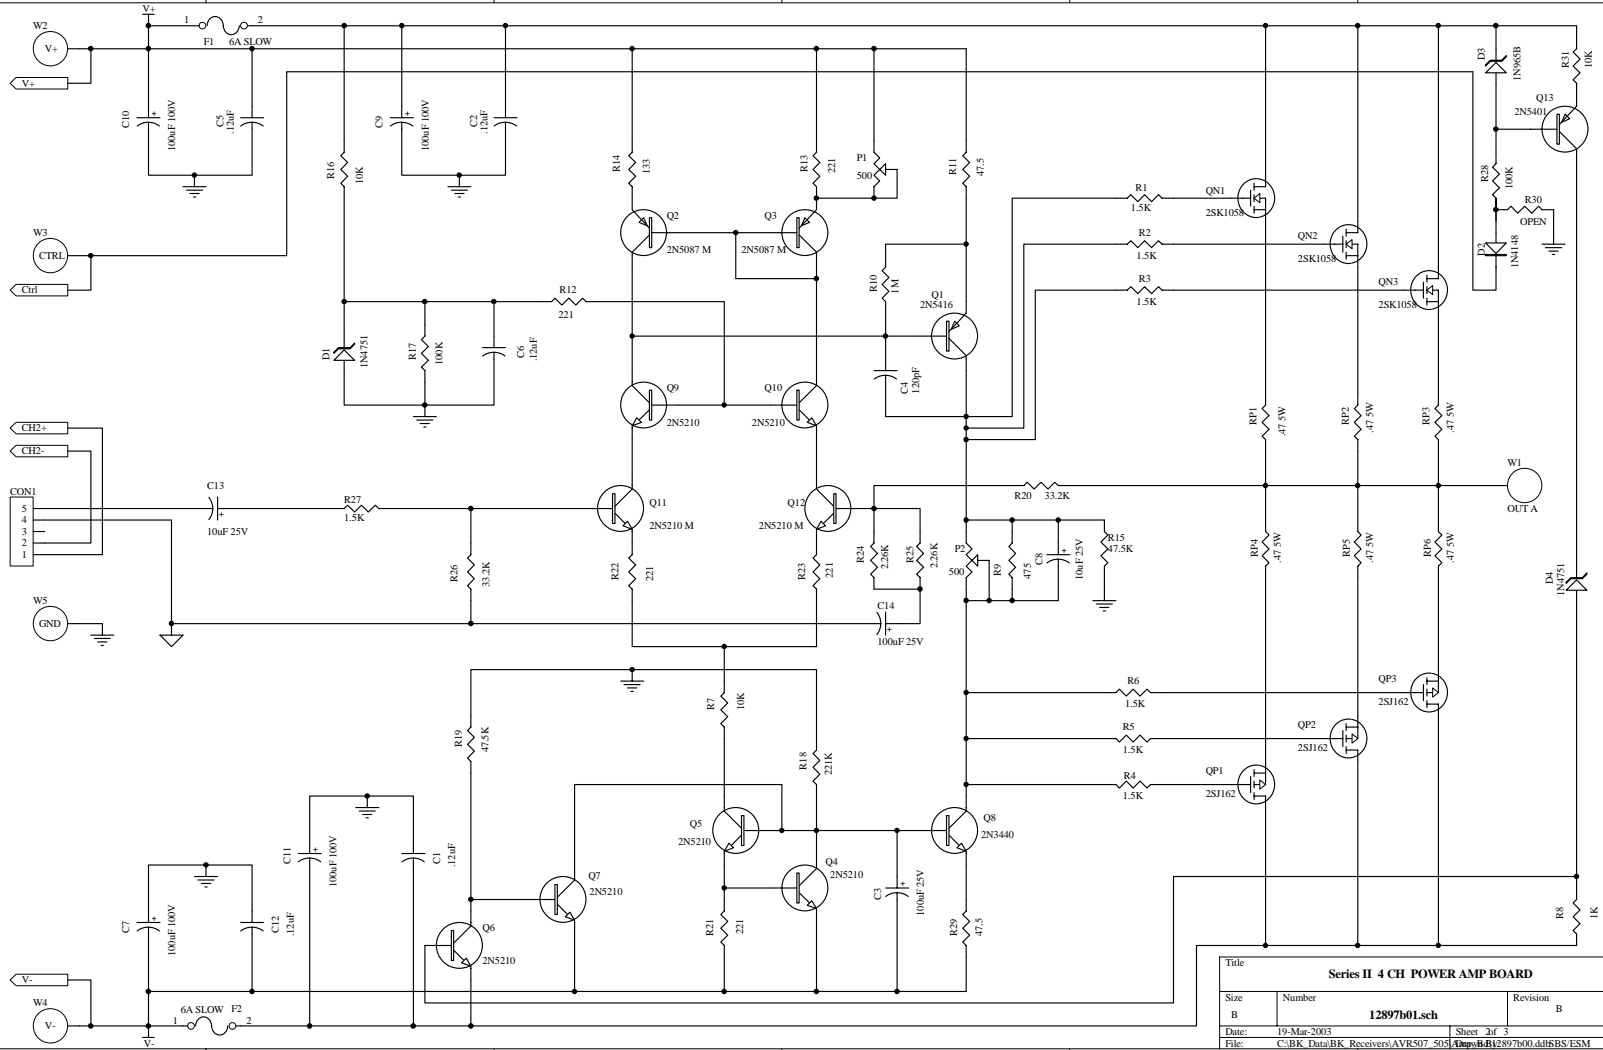 V+
W2
V+
V+
1
2
F1
6A SLOW
C10
100uF 100V
C5
.12uF
C9
100uF 100V
C2
.12uF
R16
10K
R14
133
R13
221
P1
500
R11
47.5
D3
1N965B
R31
10K
Q13
2N5401
R28
100K
R30
OPEN
D2
1N4148
W3
CTRL
Ctrl
Q2
2N5087 M
Q3
2N5087 M
R1
1.5K
R2
1.5K
R3
1.5K
QN1
2SK1058
QN2
2SK1058
QN3
2SK1058
R10
1M
Q1
2N5416
R12
221
D1
1N4751
R17
100K
C6
.12uF
C4
120pF
Q9
2N5210
Q10
2N5210
RP1
.47 5W
RP2
.47 5W
RP3
.47 5W
CH2+
CH2-
CON1
5
4
3
2
1
C13
10uF 25V
R27
1.5K
Q11
2N5210 M
Q12
2N5210 M
R20
33.2K
W1
OUT A
R26
33.2K
R22
221
R23
221
R24
2.26K
R25
2.26K
P2
500
R9
475
C8
10uF 25V
R15
47.5K
RP4
.47 5W
RP5
.47 5W
RP6
.47 5W
D4
1N4751
W5
GND
C14
100uF 25V
R7
10K
R19
47.5K
R18
221K
R6
1.5K
R5
1.5K
R4
1.5K
QP3
2SJ162
QP2
2SJ162
QP1
2SJ162
Q5
2N5210
Q4
2N5210
Q8
2N3440
C11
100uF 100V
C1
.12uF
Q7
2N5210
Q6
2N5210
C7
100uF 100V
C12
.12uF
R21
221
C3
100uF 25V
R29
47.5
R8
1K
V-
W4
V-
V-
1
6A SLOW
F2
2
Title
Series II 4 CH POWER AMP BOARD
Size
B
Number
12897b01.sch
Revision
B
Date:
19-Mar-2003
Sheet 2 of 3
File:
C:\BK_Data\BK_Receivers\AVR507_505\